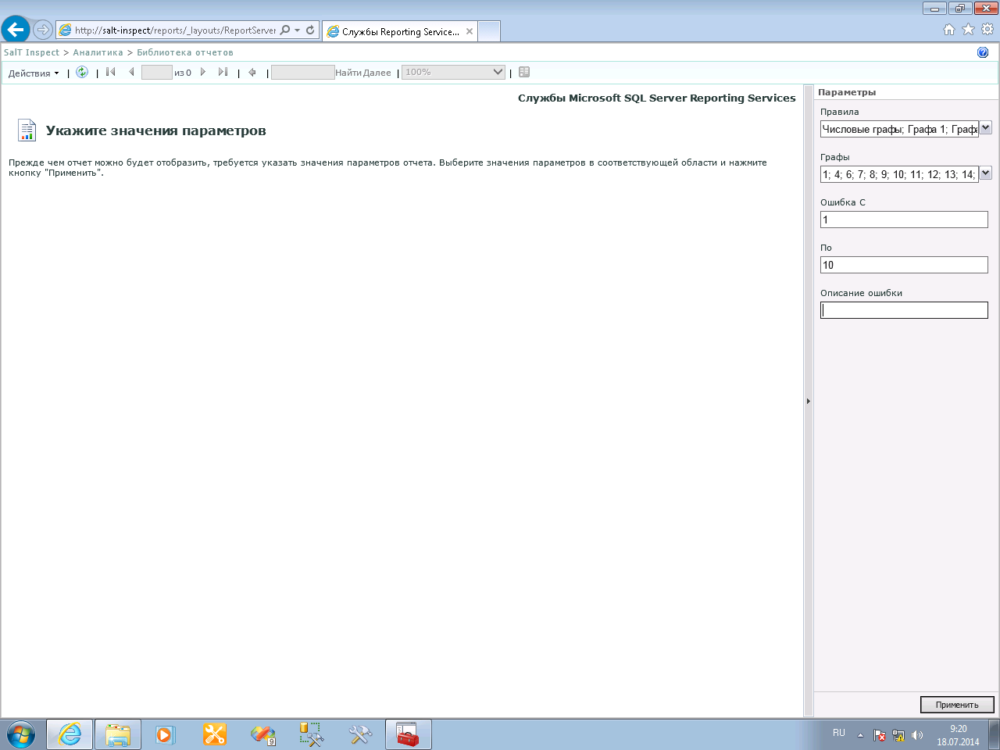 http://salt-inspect/reports/_layouts/ReportServer
Службы Reporting Service...
SalT Inspect > Аналитика > Библиотека отчетов
Действия
из 0
Найти Далее
100%
Службы Microsoft SQL Server Reporting Services
Укажите значения параметров
Прежде чем отчет можно будет отобразить, требуется указать значения параметров отчета. Выберите значения параметров в соответствующей области и нажмите
кнопку "Применить".
Параметры
Правила
Числовые графы; Графа 1; Графа
Графы
1; 4; 6; 7; 8; 9; 10; 11; 12; 13; 14;
Ошибка С
1
По
10
Описание ошибки
Применить
9
RU
9:20
18.07.2014